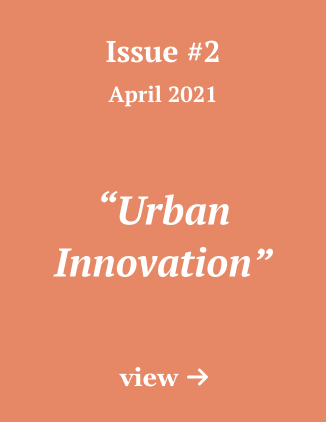 Issue #2
April 2021
“Urban
Innovation”
view →